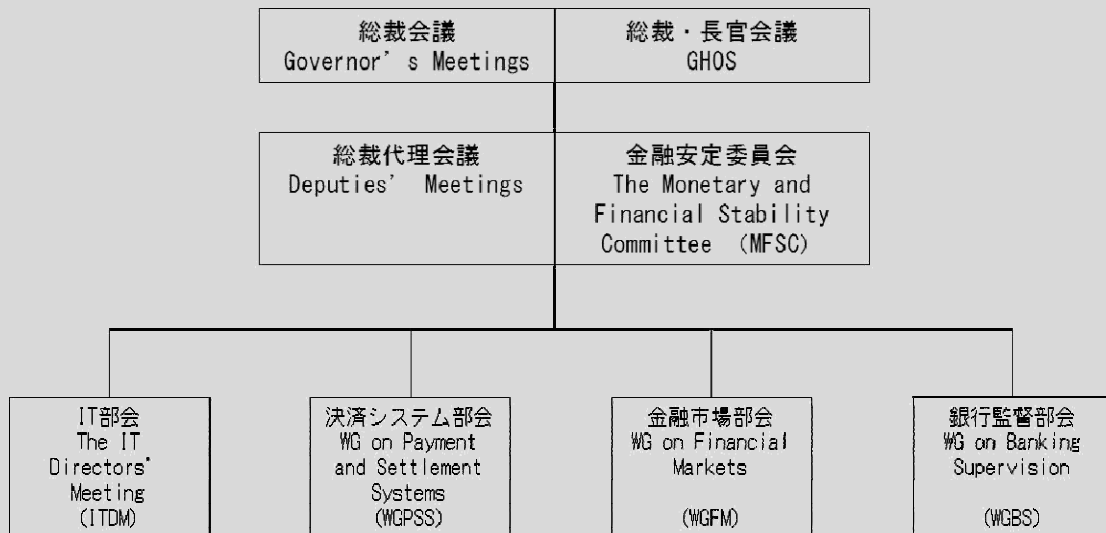 総裁会議
Governor's Meetings
総裁・長官会議
GHOS
総裁代理会議
Deputies' Meetings
金融安定委員会
The Monetary and
Financial Stability
Committee (MFSC)
IT部会
The IT
Directors'
Meeting
(ITDM)
決済システム部会
WG on Payment
and Settlement
Systems
(WGPSS)
金融市場部会
WG on Financial
Markets
(WGFM)
銀行監督部会
WG on Banking
Supervision
(WGBS)